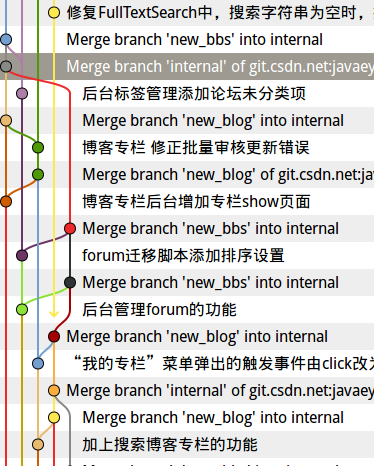 修复FullTextSearch中，搜索字符串为空时，
Merge branch 'new_bbs' into internal
Merge branch 'internal' of git.csdn.net:javaey
后台标签管理添加论坛未分类项
Merge branch 'new_blog' into internal
博客专栏 修正批量审核更新错误
Merge branch 'new_blog' of git.csdn.net:ja
博客专栏后台增加专栏show页面
Merge branch 'new_bbs' into internal
forum迁移脚本添加排序设置
Merge branch 'new_bbs' into internal
后台管理forum的功能
Merge branch 'new_blog' into internal
“我的专栏”菜单弹出的触发事件由click改为
Merge branch 'internal' of git.csdn.net:javaey
Merge branch 'new_blog' into internal
加上搜索博客专栏的功能